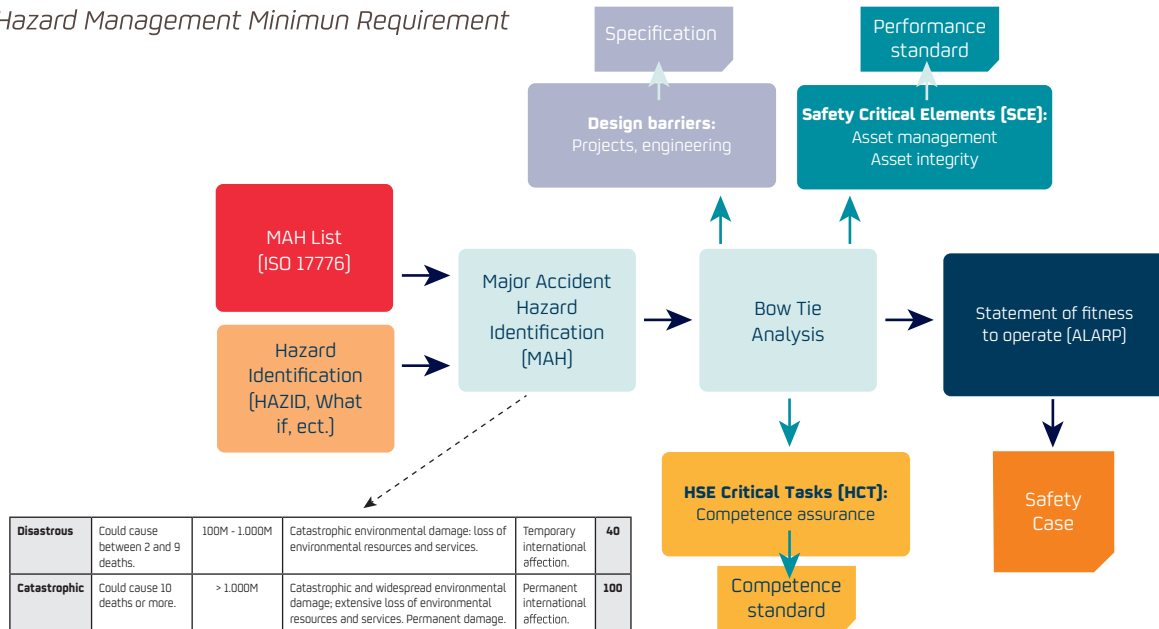 Hazard Management Minimun Requirement
Specification
Performance
standard
Design barriers:
Projects, engineering
Safety Critical Elements (SCE):
Asset management
Asset integrity
MAH List
(ISO 17776)
Major Accident
Hazard
Identification
(MAH)
Bow Tie
Analysis
Statement of fitness
to operate (ALARP)
Hazard
Identification
(HAZID, What
if, ect.)
HSE Critical Tasks (HCT):
Competence assurance
Safety
Case
Competence
standard
Disastrous
Could cause
between 2 and 9
deaths.
100M - 1.000M
Catastrophic environmental damage: loss of
environmental resources and services.
Temporary
international
affection.
40
Catastrophic
Could cause 10
deaths or more.
> 1.000M
Catastrophic and widespread environmental
damage; extensive loss of environmental
resources and services. Permanent damage.
Permanent
international
affection.
100